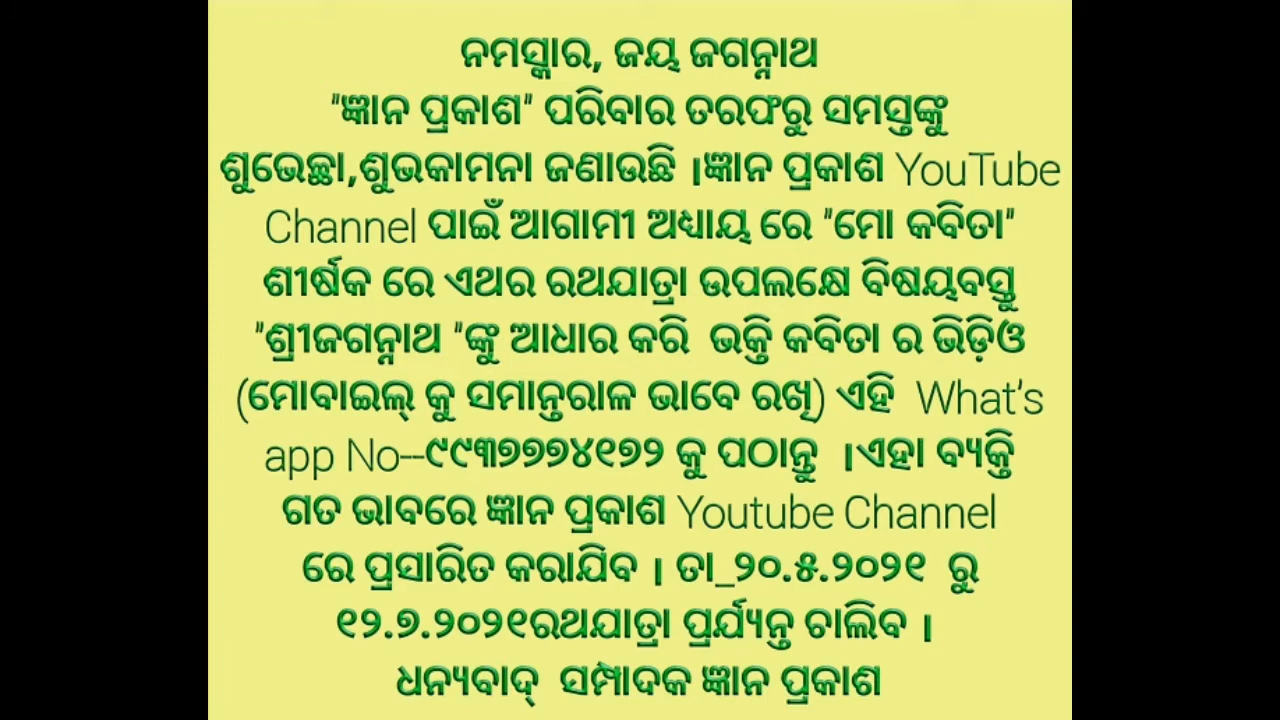 ନମସ୍କାର, ଜୟ ଜଗନ୍ନାଥ
"ଜ୍ଞାନ ପ୍ରକାଶ" ପରିବାର ତରଫରୁ ସମସ୍ତଙ୍କୁ
ଶୁଭେଚ୍ଛା,ଶୁଭକାମନା ଜଣାଉଛି ।ଜ୍ଞାନ ପ୍ରକାଶ YouTube
Channel ପାଇଁ ଆଗାମୀ ଅଧ୍ୟାୟ ରେ "ମୋ କବିତା"
ଶୀର୍ଷକ ରେ ଏଥର ରଥଯାତ୍ରା ଉପଲକ୍ଷେ ବିଷୟବସ୍ତୁ
"ଶ୍ରୀଜଗନ୍ନାଥ "ଙ୍କୁ ଆଧାର କରି ଭକ୍ତି କବିତା ର ଭିଡ଼ିଓ
(ମୋବାଇଲ୍ କୁ ସମାନ୍ତରାଳ ଭାବେ ରଖି) ଏହି What's
app No--୯୯୩୭୭୭୪୧୭୨ କୁ ପଠାନ୍ତୁ ।ଏହା ବ୍ୟକ୍ତି
ଗତ ଭାବରେ ଜ୍ଞାନ ପ୍ରକାଶ Youtube Channel
ରେ ପ୍ରସାରିତ କରାଯିବ । ତା_୨୦.୫.୨୦୨୧ ରୁ
୧୨.୭.୨୦୨୧ରଥଯାତ୍ରା ପ୍ରର୍ଯ୍ୟନ୍ତ ଚାଲିବ ।
ଧନ୍ୟବାଦ୍ ସମ୍ପାଦକ ଜ୍ଞାନ ପ୍ରକାଶ